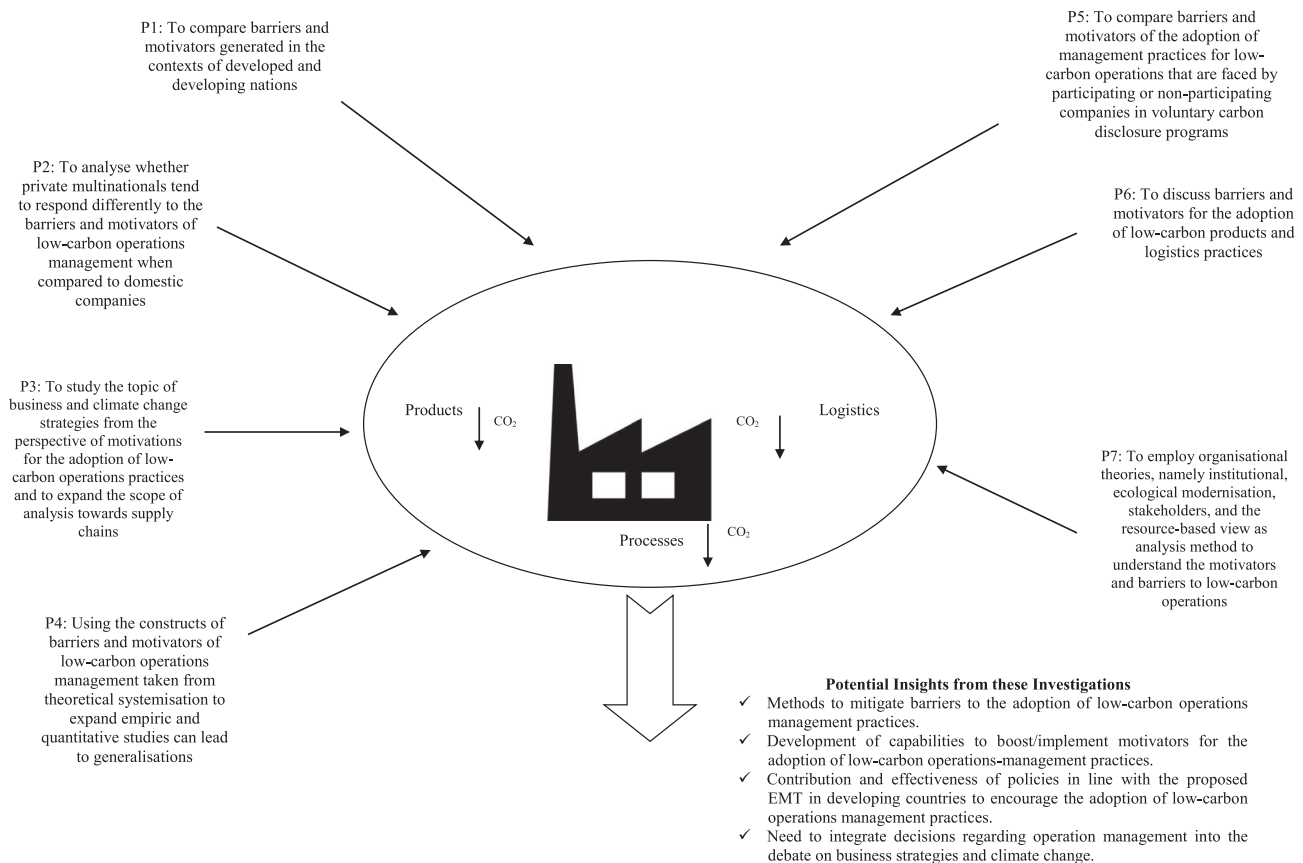 P1: To compare barriers and
motivators generated in the
contexts of developed and
developing nations
P2: To analyse whether
private multinationals tend
to respond differently to the
barriers and motivators of
low-carbon operations
management when
compared to domestic
companies
P3: To study the topic of
business and climate change
strategies from the
perspective of motivations
for the adoption of low-
carbon operations practices
and to expand the scope of
analysis towards supply
chains
P4: Using the constructs of
barriers and motivators of
low-carbon operations
management taken from
theoretical systemisation to
expand empiric and
quantitative studies can lead
to generalisations
P5: To compare barriers and
motivators of the adoption of
management practices for low-
carbon operations that are faced by
participating or non-participating
companies in voluntary carbon
disclosure programs
P6: To discuss barriers and
motivators for the adoption
of low-carbon products and
logistics practices
P7: To employ organisational
theories, namely institutional,
ecological modernisation,
stakeholders, and the
resource-based view as
analysis method to
understand the motivators
and barriers to low-carbon
operations
Products
CO₂
CO₂
Logistics
Processes
CO₂
Potential Insights from these Investigations
✓ Methods to mitigate barriers to the adoption of low-carbon operations
management practices.
✓ Development of capabilities to boost/implement motivators for the
adoption of low-carbon operations-management practices.
✓ Contribution and effectiveness of policies in line with the proposed
EMT in developing countries to encourage the adoption of low-carbon
operations management practices.
✓ Need to integrate decisions regarding operation management into the
debate on business strategies and climate change.